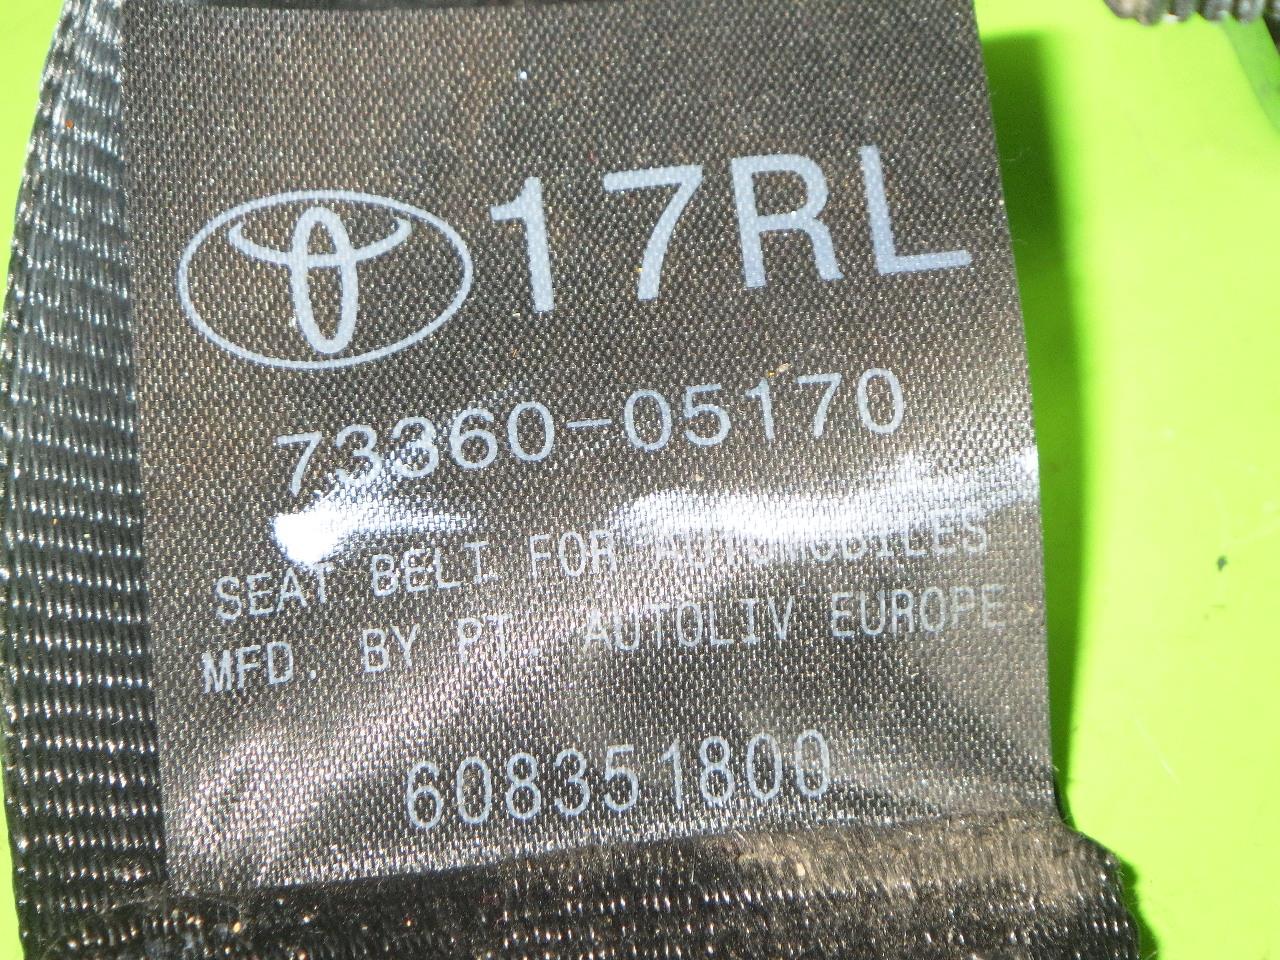 17RL
73360-05170
SEAT BELT FOR AUTOMOBILES
MFD. BY PT. AUTOLIV EUROPE
608351800